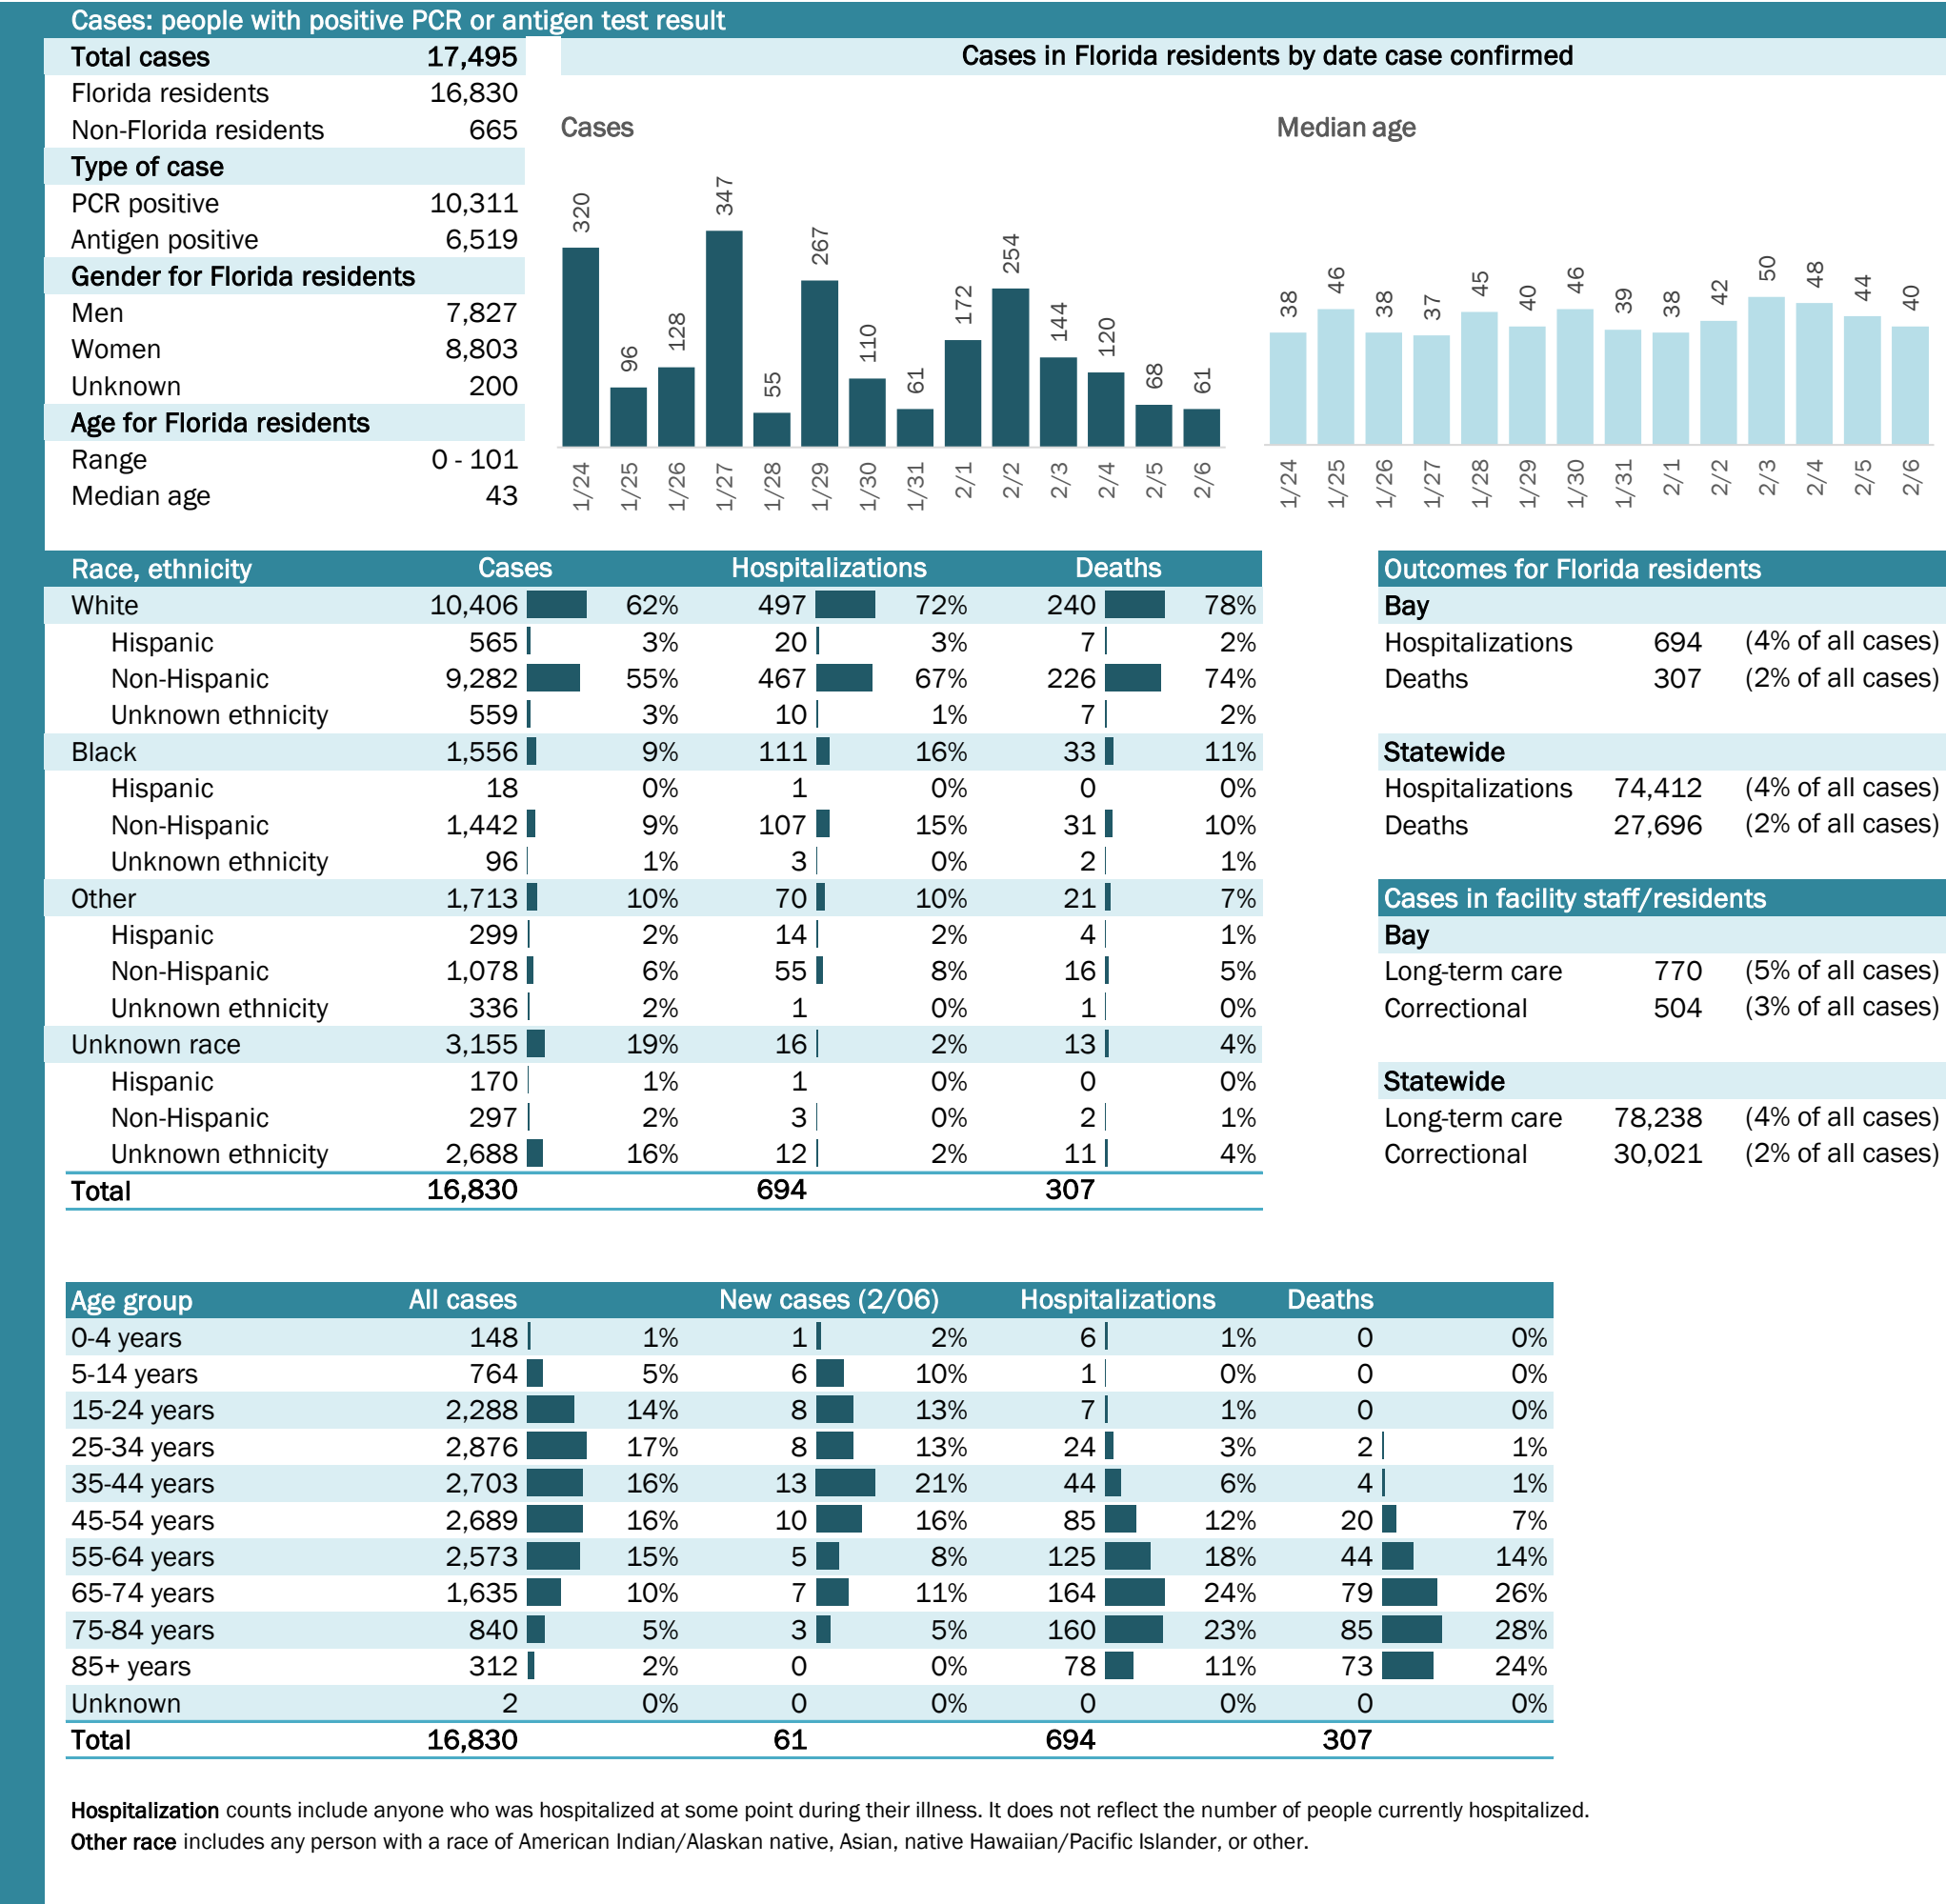 Cases: people with positive PCR or antigen test result
Total cases 17,495
Florida residents 16,830
Non-Florida residents 665
Type of case
PCR positive 10,311
Antigen positive 6,519
Gender for Florida residents
Men 7,827
Women 8,803
Unknown 200
Age for Florida residents
Range 0 - 101
Median age 43
Cases in Florida residents by date case confirmed
Cases
320 96 128 347 55 267 110 61 172 254 144 120 68 61
1/24 1/25 1/26 1/27 1/28 1/29 1/30 1/31 2/1 2/2 2/3 2/4 2/5 2/6
Median age
38 46 38 37 45 40 46 39 38 42 50 48 44 40
1/24 1/25 1/26 1/27 1/28 1/29 1/30 1/31 2/1 2/2 2/3 2/4 2/5 2/6
Race, ethnicity Cases Hospitalizations Deaths
White 10,406 62% 497 72% 240 78%
Hispanic 565 3% 20 3% 7 2%
Non-Hispanic 9,282 55% 467 67% 226 74%
Unknown ethnicity 559 3% 10 1% 7 2%
Black 1,556 9% 111 16% 33 11%
Hispanic 18 0% 1 0% 0 0%
Non-Hispanic 1,442 9% 107 15% 31 10%
Unknown ethnicity 96 1% 3 0% 2 1%
Other 1,713 10% 70 10% 21 7%
Hispanic 299 2% 14 2% 4 1%
Non-Hispanic 1,078 6% 55 8% 16 5%
Unknown ethnicity 336 2% 1 0% 1 0%
Unknown race 3,155 19% 16 2% 13 4%
Hispanic 170 1% 1 0% 0 0%
Non-Hispanic 297 2% 3 0% 2 1%
Unknown ethnicity 2,688 16% 12 2% 11 4%
Total 16,830 694 307
Outcomes for Florida residents
Bay
Hospitalizations 694 (4% of all cases)
Deaths 307 (2% of all cases)
Statewide
Hospitalizations 74,412 (4% of all cases)
Deaths 27,696 (2% of all cases)
Cases in facility staff/residents
Bay
Long-term care 770 (5% of all cases)
Correctional 504 (3% of all cases)
Statewide
Long-term care 78,238 (4% of all cases)
Correctional 30,021 (2% of all cases)
Age group All cases New cases (2/06) Hospitalizations Deaths
0-4 years 148 1% 1 2% 6 1% 0 0%
5-14 years 764 5% 6 10% 1 0% 0 0%
15-24 years 2,288 14% 8 13% 7 1% 0 0%
25-34 years 2,876 17% 8 13% 24 3% 2 1%
35-44 years 2,703 16% 13 21% 44 6% 4 1%
45-54 years 2,689 16% 10 16% 85 12% 20 7%
55-64 years 2,573 15% 5 8% 125 18% 44 14%
65-74 years 1,635 10% 7 11% 164 24% 79 26%
75-84 years 840 5% 3 5% 160 23% 85 28%
85+ years 312 2% 0 0% 78 11% 73 24%
Unknown 2 0% 0 0% 0 0% 0 0%
Total 16,830 61 694 307
Hospitalization counts include anyone who was hospitalized at some point during their illness. It does not reflect the number of people currently hospitalized.
Other race includes any person with a race of American Indian/Alaskan native, Asian, native Hawaiian/Pacific Islander, or other.